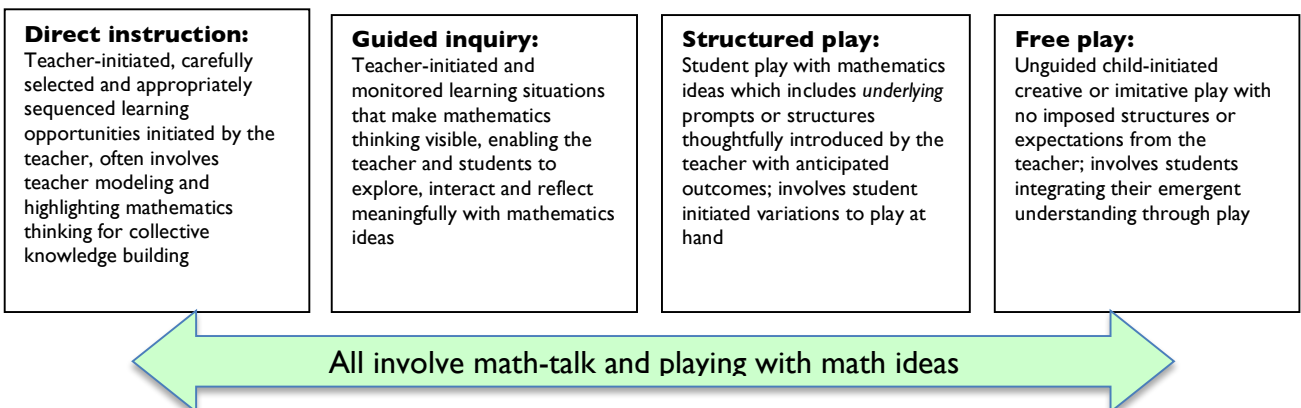 Direct instruction:
Teacher-initiated, carefully
selected and appropriately
sequenced learning
opportunities initiated by the
teacher, often involves
teacher modeling and
highlighting mathematics
thinking for collective
knowledge building
Guided inquiry:
Teacher-initiated and
monitored learning situations
that make mathematics
thinking visible, enabling the
teacher and students to
explore, interact and reflect
meaningfully with mathematics
ideas
Structured play:
Student play with mathematics
ideas which includes underlying
prompts or structures
thoughtfully introduced by the
teacher with anticipated
outcomes; involves student
initiated variations to play at
hand
Free play:
Unguided child-initiated
creative or imitative play with
no imposed structures or
expectations from the
teacher; involves students
integrating their emergent
understanding through play
All involve math-talk and playing with math ideas